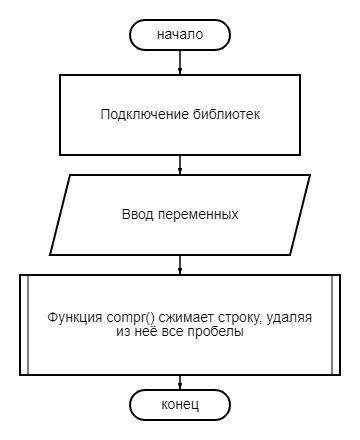 начало
Подключение библиотек
Ввод переменных
Функция compr() сжимает строку, удаляя
из неё все пробелы
конец